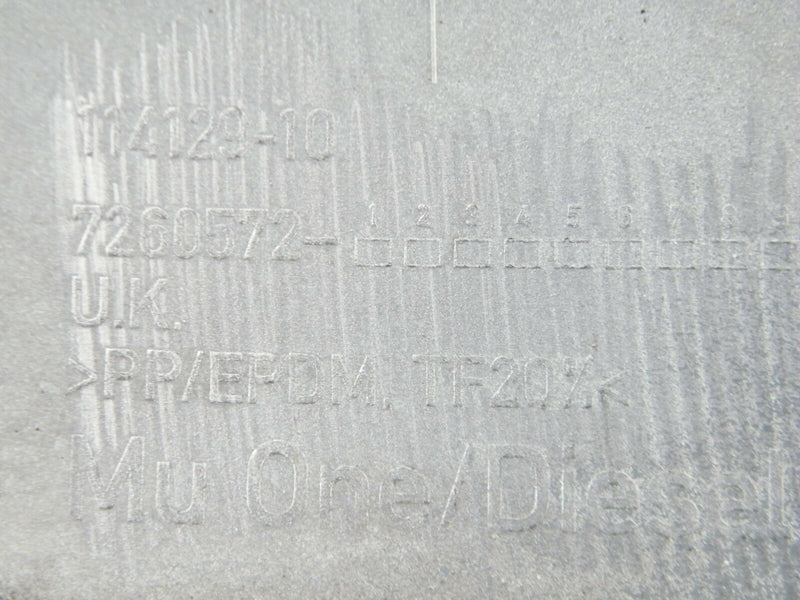 114129-10
1 2 3 4 5 6 7 8 +
7260572-
U.K.
>PP/EPDM, TF20%<
Mu One/Diesel